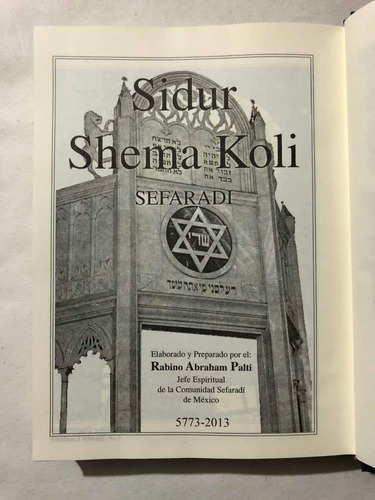 Sidur
Shema Koli
SEFARADI
שדי
Elaborado y Preparado por el:
Rabino Abraham Palti
Jefe Espiritual
de la Comunidad Sefaradí
de México
5773-2013